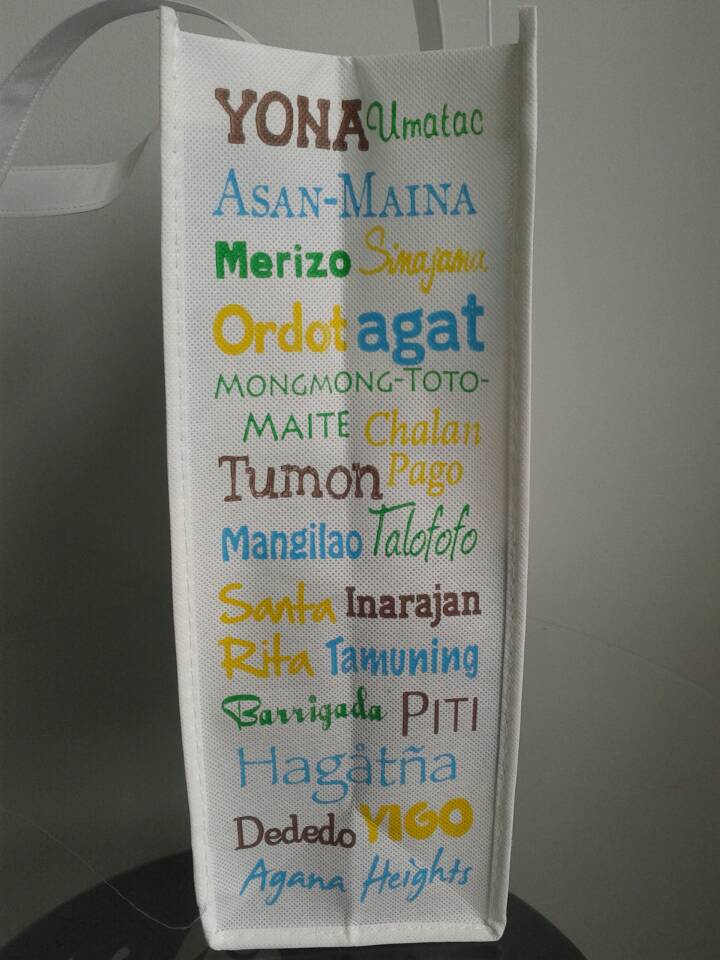 YONA Umatac
ASAN-MAINA
Merizo Sinajana
Ordot agat
MONGMONG-TOTO-
MAITE Chalan
Tumon Pago
Mangilao Talofofo
Santa Inarajan
Rita Tamuning
Barrigada PITI
Hagåtña
Dededo YIGO
Agana Heights